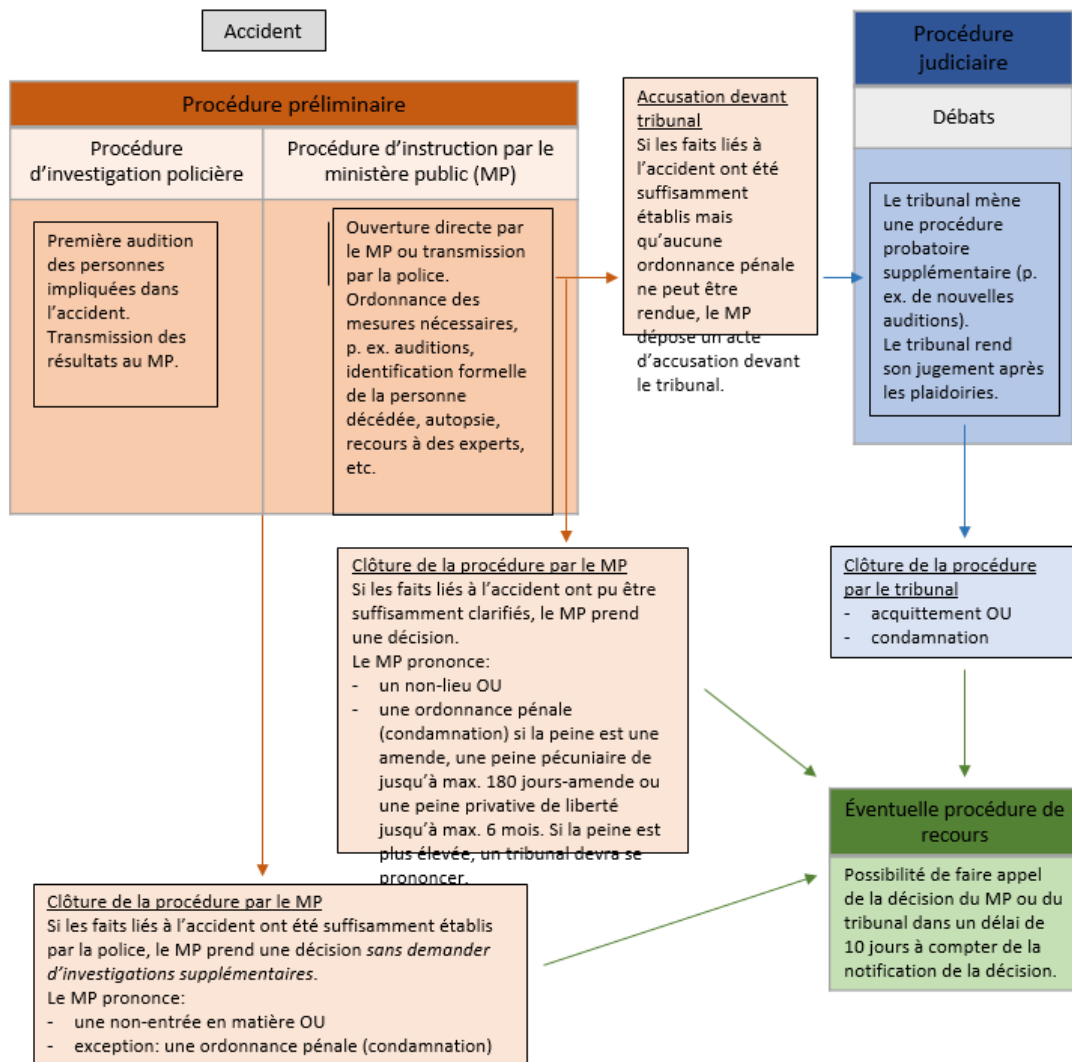 Accident
Procédure préliminaire
Procédure
d'investigation policière
Procédure d'instruction par le
ministère public (MP)
Première audition
des personnes
impliquées dans
l'accident.
Transmission des
résultats au MP.
Ouverture directe par
le MP ou transmission
par la police.
Ordonnance des
mesures nécessaires,
p. ex. auditions,
identification formelle
de la personne
décédée, autopsie,
recours à des experts,
etc.
Accusation devant
tribunal
Si les faits liés à
l'accident ont été
suffisamment
établis mais
qu'aucune
ordonnance pénale
ne peut être
rendue, le MP
dépose un acte
d'accusation devant
le tribunal.
Procédure
judiciaire
Débats
Le tribunal mène
une procédure
probatoire
supplémentaire (p.
ex. de nouvelles
auditions).
Le tribunal rend
son jugement après
les plaidoiries.
Clôture de la procédure par le MP
Si les faits liés à l'accident ont pu être
suffisamment clarifiés, le MP prend
une décision.
Le MP prononce:
- un non-lieu OU
- une ordonnance pénale
(condamnation) si la peine est une
amende, une peine pécuniaire de
jusqu'à max. 180 jours-amende ou
une peine privative de liberté
jusqu'à max. 6 mois. Si la peine est
plus élevée, un tribunal devra se
prononcer.
Clôture de la procédure
par le tribunal
- acquittement OU
- condamnation
Éventuelle procédure de
recours
Possibilité de faire appel
de la décision du MP ou du
tribunal dans un délai de
10 jours à compter de la
notification de la décision.
Clôture de la procédure par le MP
Si les faits liés à l'accident ont été suffisamment établis
par la police, le MP prend une décision sans demander
d'investigations supplémentaires.
Le MP prononce:
- une non-entrée en matière OU
- exception: une ordonnance pénale (condamnation)